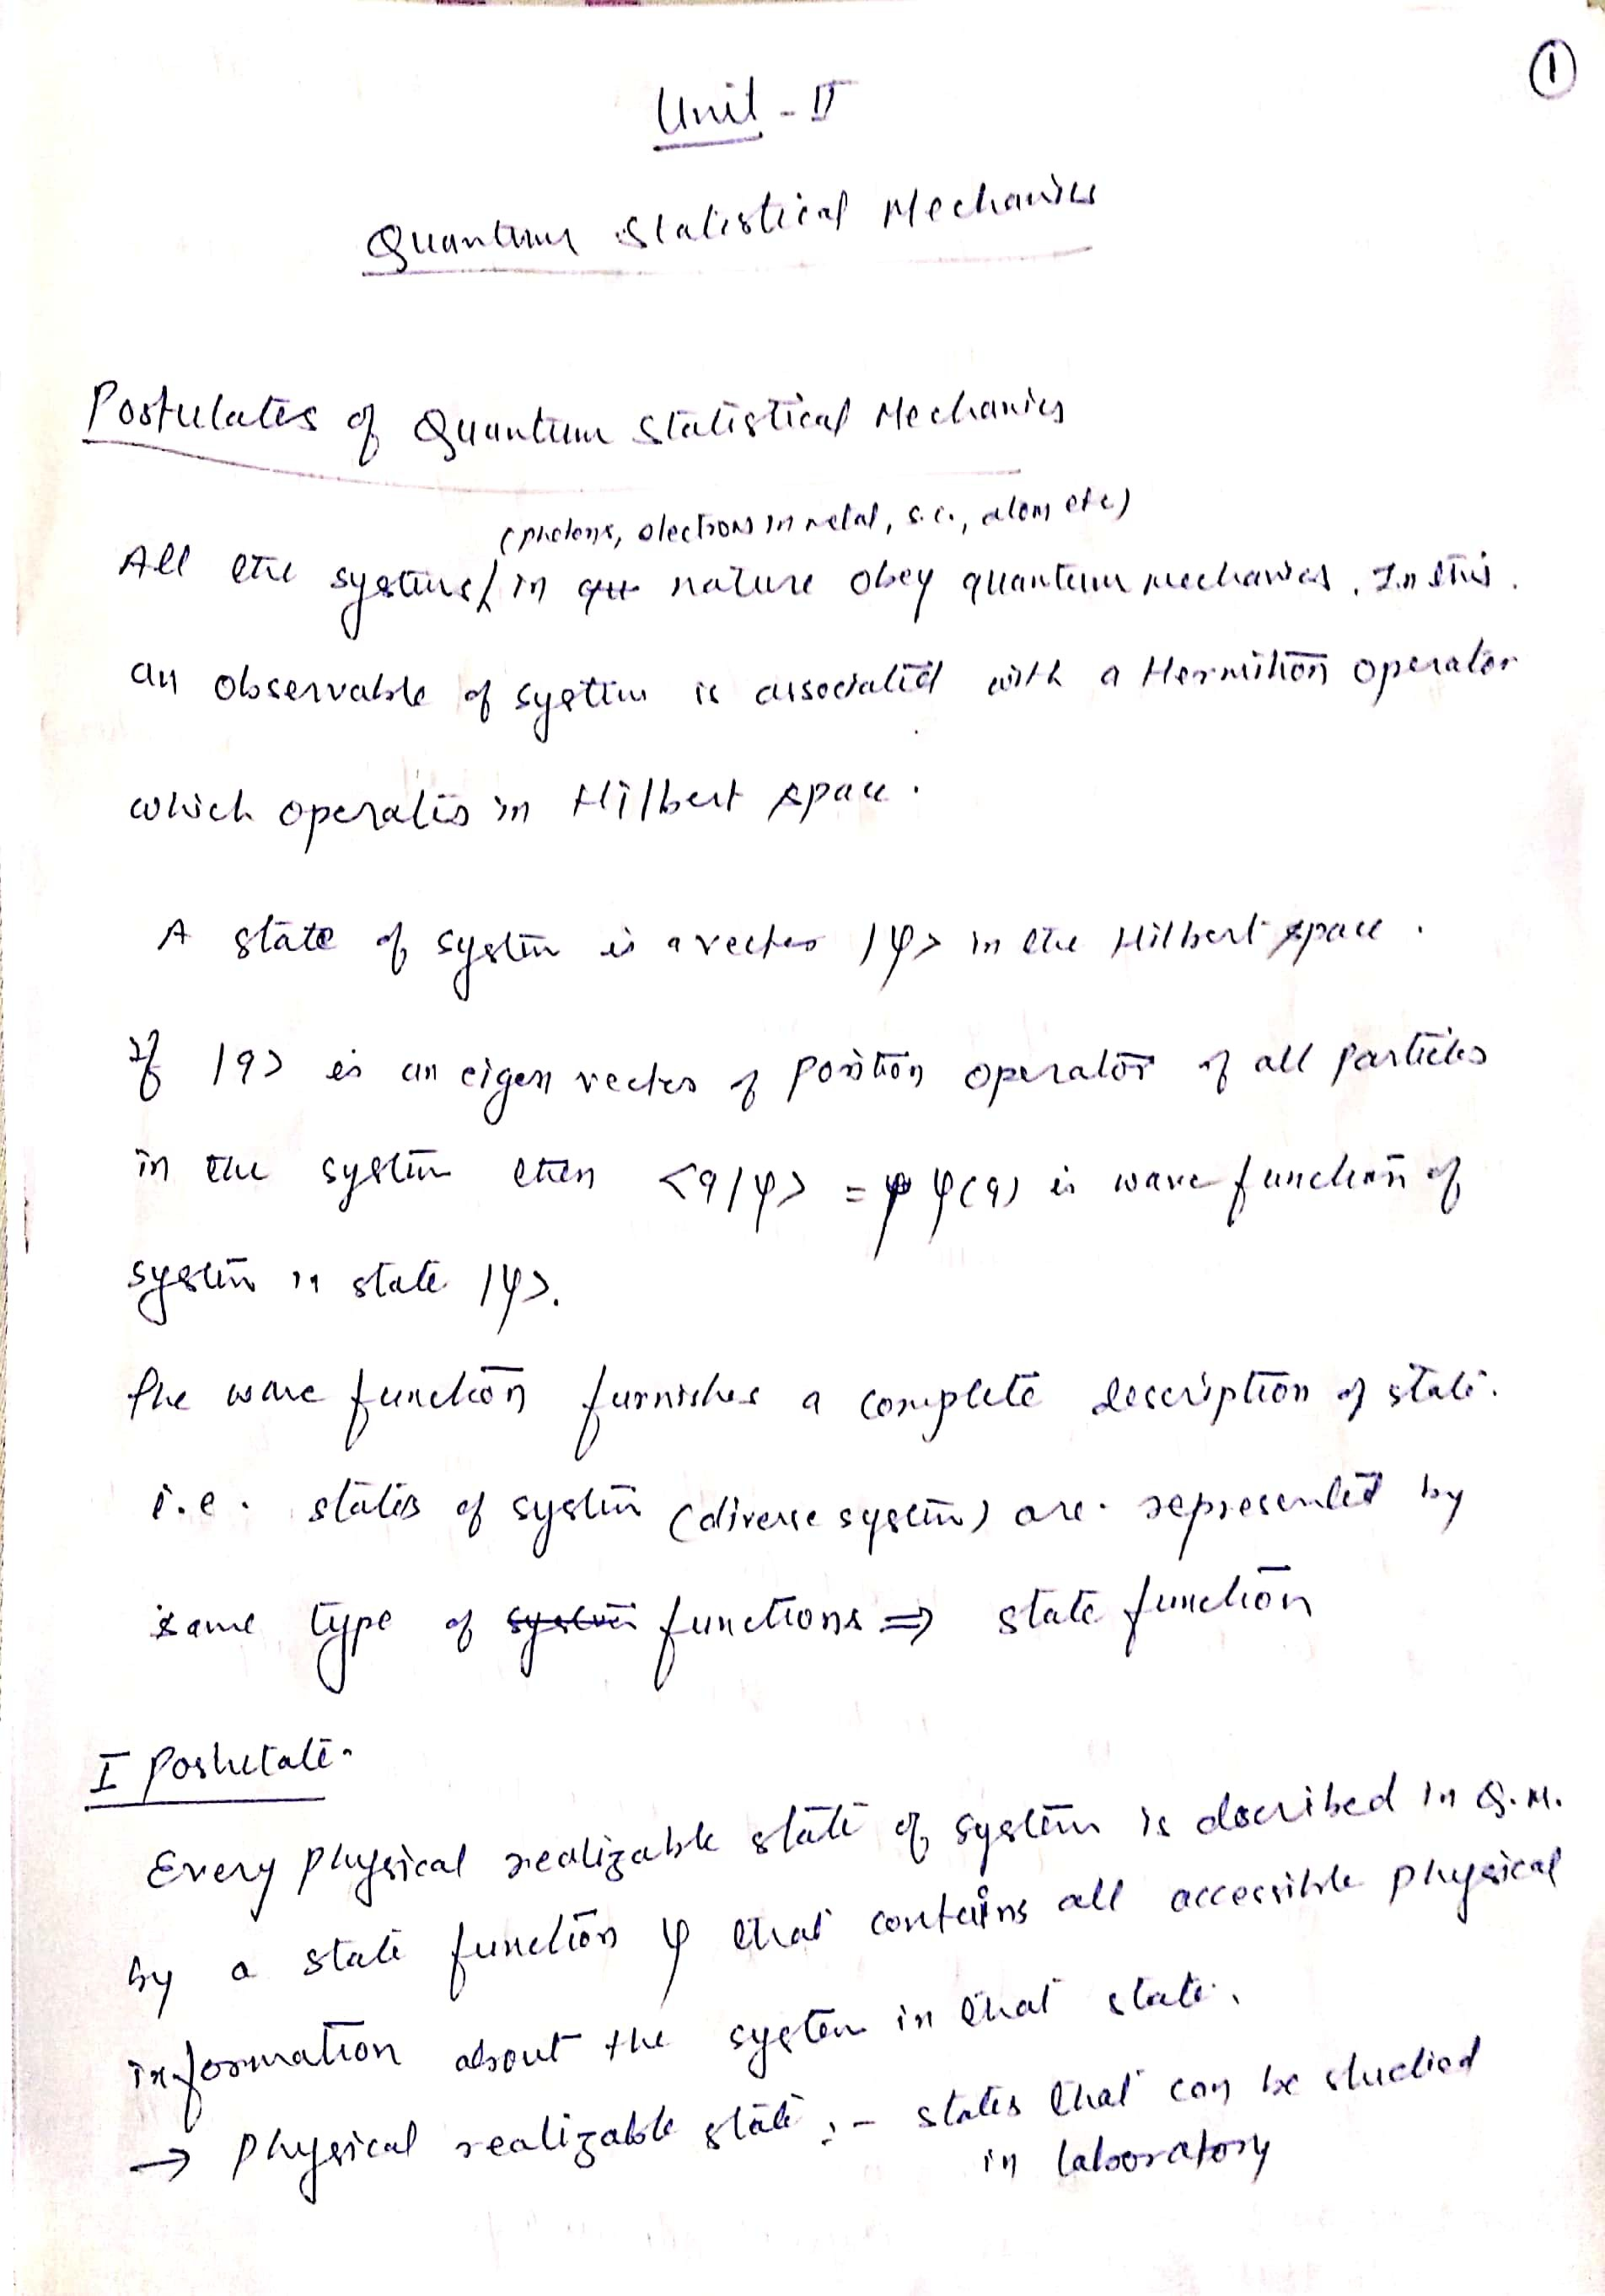 ①
Unit - II
Quantum Statistical Mechanics
Postulates of Quantum Statistical Mechanics
(photons, electrons in metal, s.c., atom etc)
All the systems in nature obey quantum mechanics. In this.
an observable of system is associated with a Hermition operator
which operates in Hilbert space.
A state of system is a vector |ψ> in the Hilbert space.
If |q> is an eigen vector of position operator of all particles
in the system then <q|ψ> = ψ(q) is wave function of
system in state |ψ>.
The wave function furnishes a complete description of state.
i.e. states of system (diverse system) are represented by
same type of functions ⇒ state function
I Postulate-
Every physical realizable state of system is described in Q.M.
by a state function ψ that contains all accessible physical
information about the system in that state.
→ Physical realizable state :- states that can be studied
in laboratory